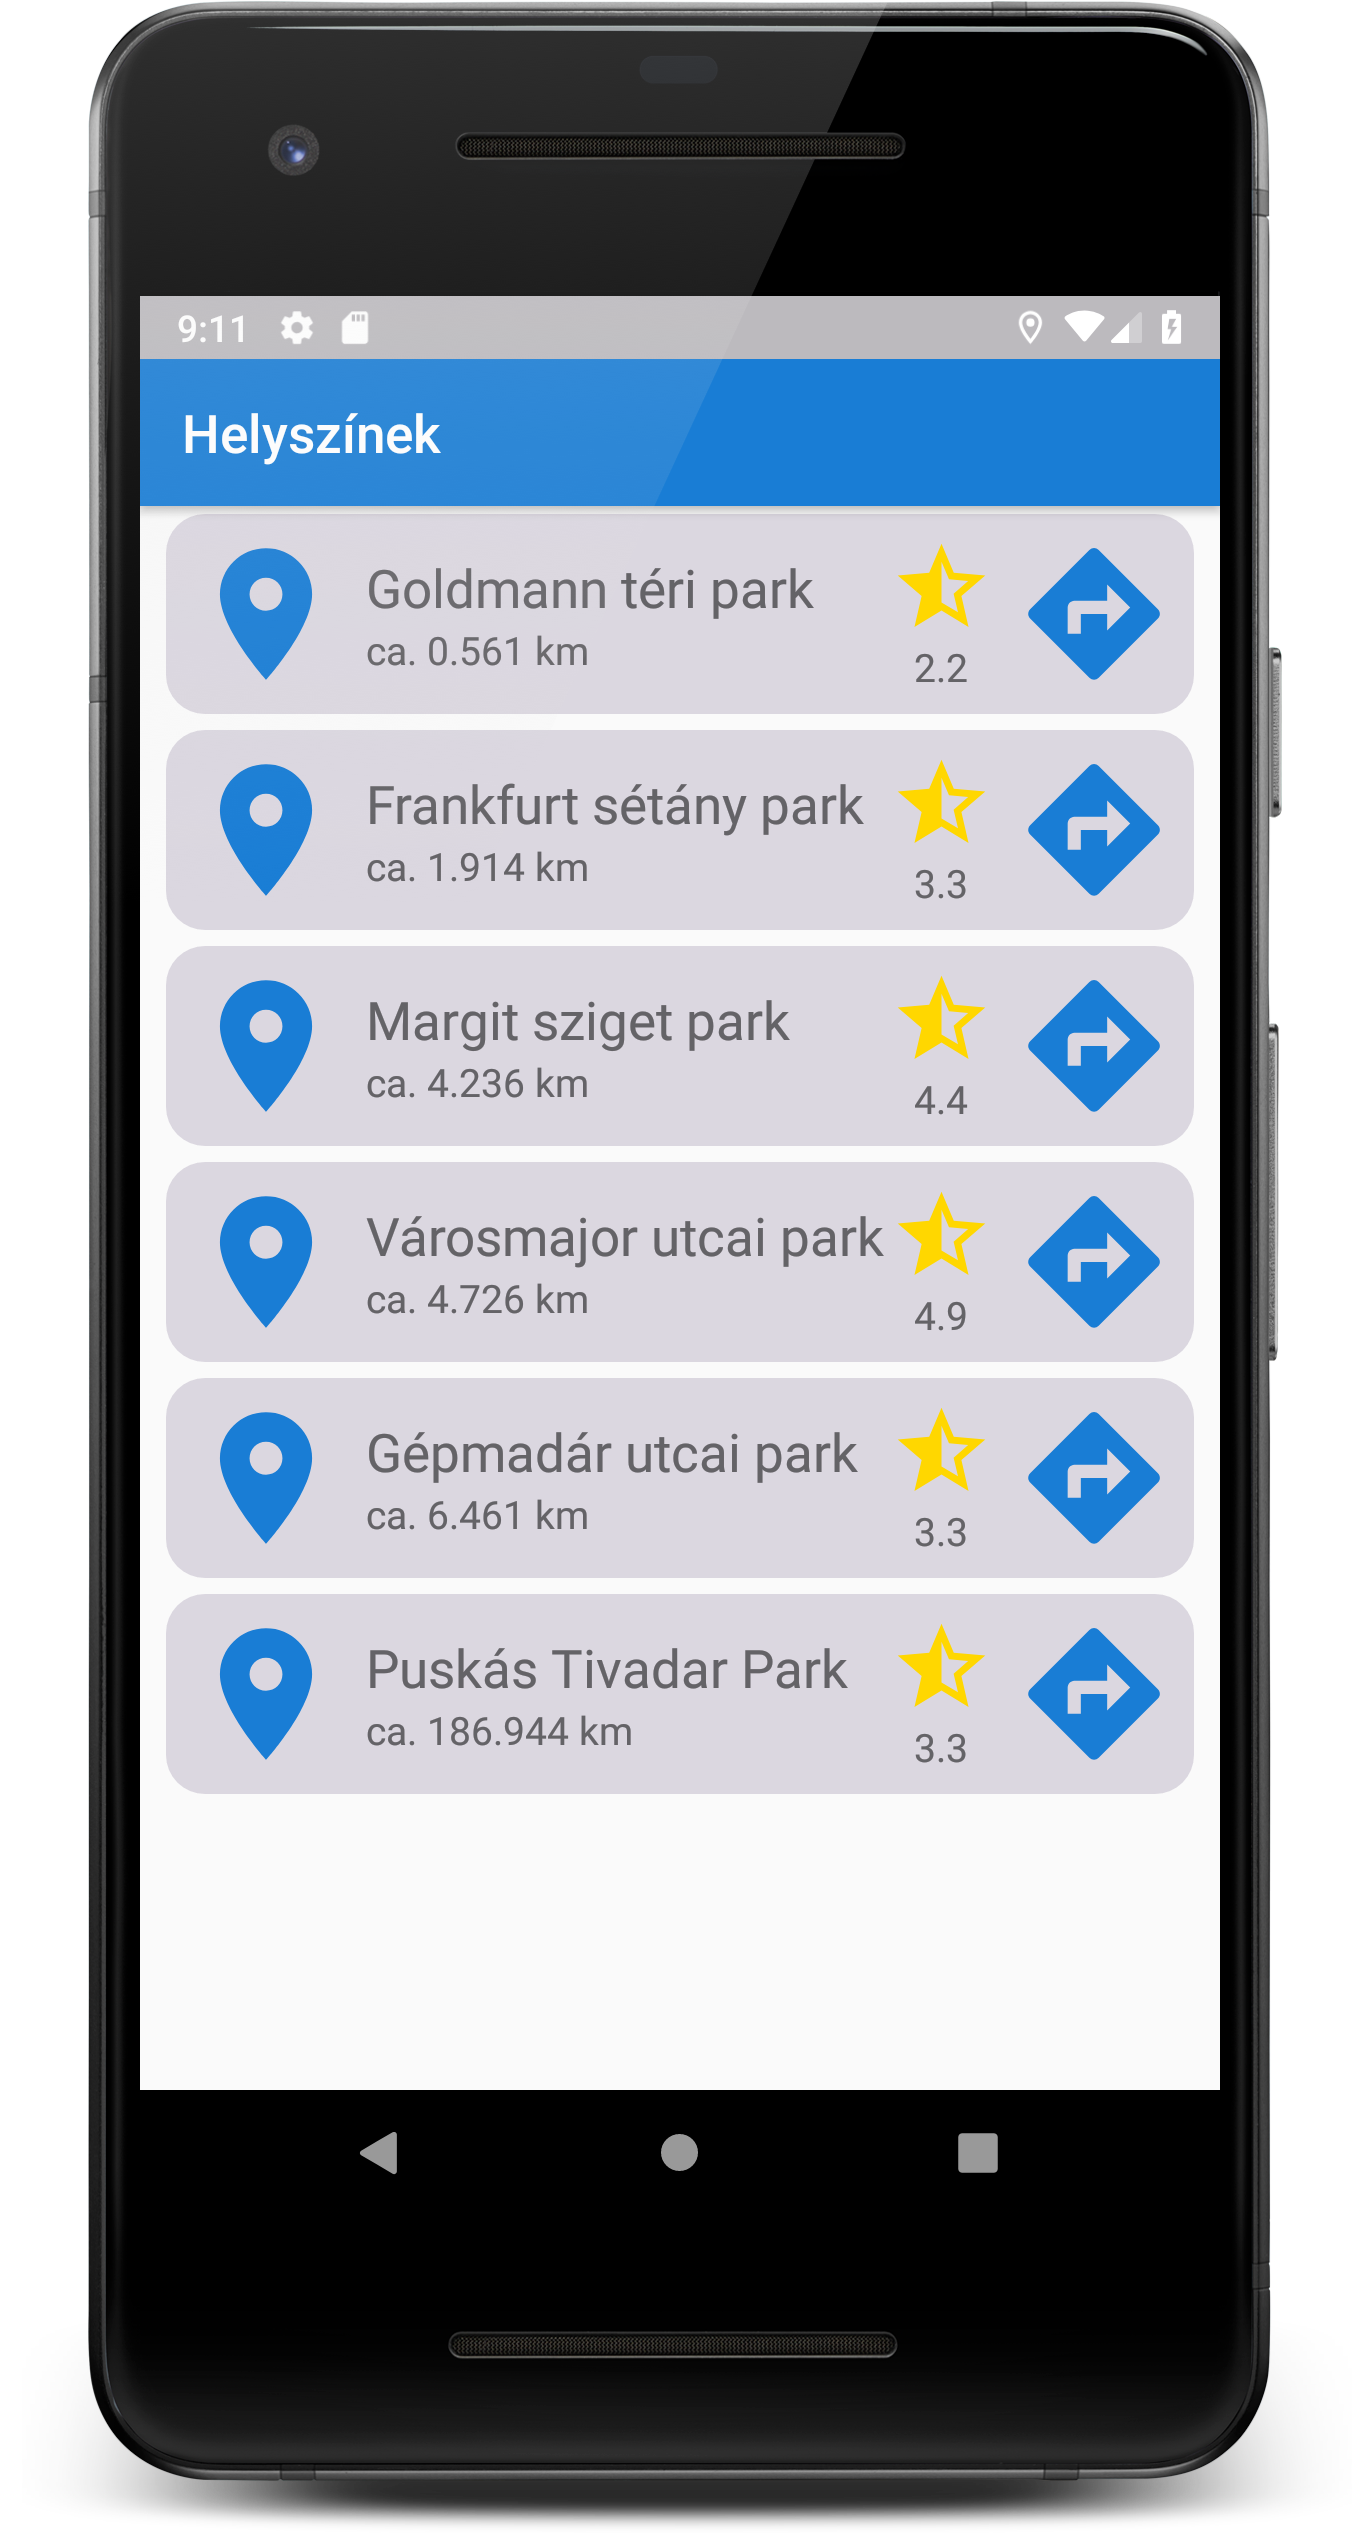 9:11
Helyszínek
Goldmann téri park
ca. 0.561 km
2.2
Frankfurt sétány park
ca. 1.914 km
3.3
Margit sziget park
ca. 4.236 km
4.4
Városmajor utcai park
ca. 4.726 km
4.9
Gépmadár utcai park
ca. 6.461 km
3.3
Puskás Tivadar Park
ca. 186.944 km
3.3